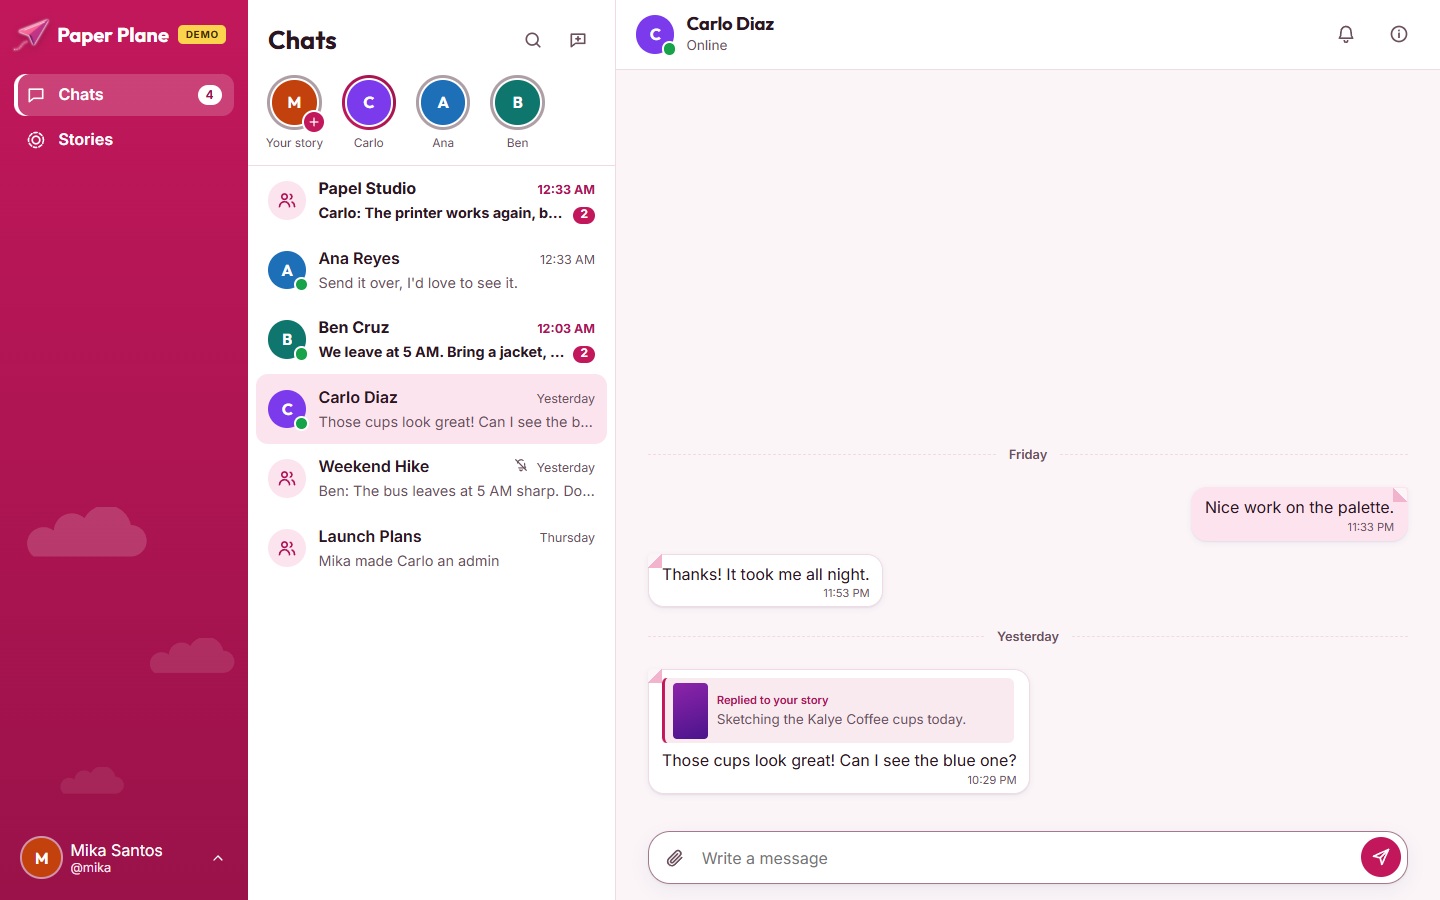 Paper Plane DEMO
Chats 4
Stories
M Mika Santos
@mika
Chats
M C A B
Your story Carlo Ana Ben
Papel Studio 12:33 AM
Carlo: The printer works again, b... 2
A Ana Reyes 12:33 AM
Send it over, I'd love to see it.
B Ben Cruz 12:03 AM
We leave at 5 AM. Bring a jacket, ... 2
C Carlo Diaz Yesterday
Those cups look great! Can I see the b...
Weekend Hike Yesterday
Ben: The bus leaves at 5 AM sharp. Do...
Launch Plans Thursday
Mika made Carlo an admin
C Carlo Diaz
Online
Friday
Nice work on the palette.
11:33 PM
Thanks! It took me all night.
11:53 PM
Yesterday
Replied to your story
Sketching the Kalye Coffee cups today.
Those cups look great! Can I see the blue one?
10:29 PM
Write a message